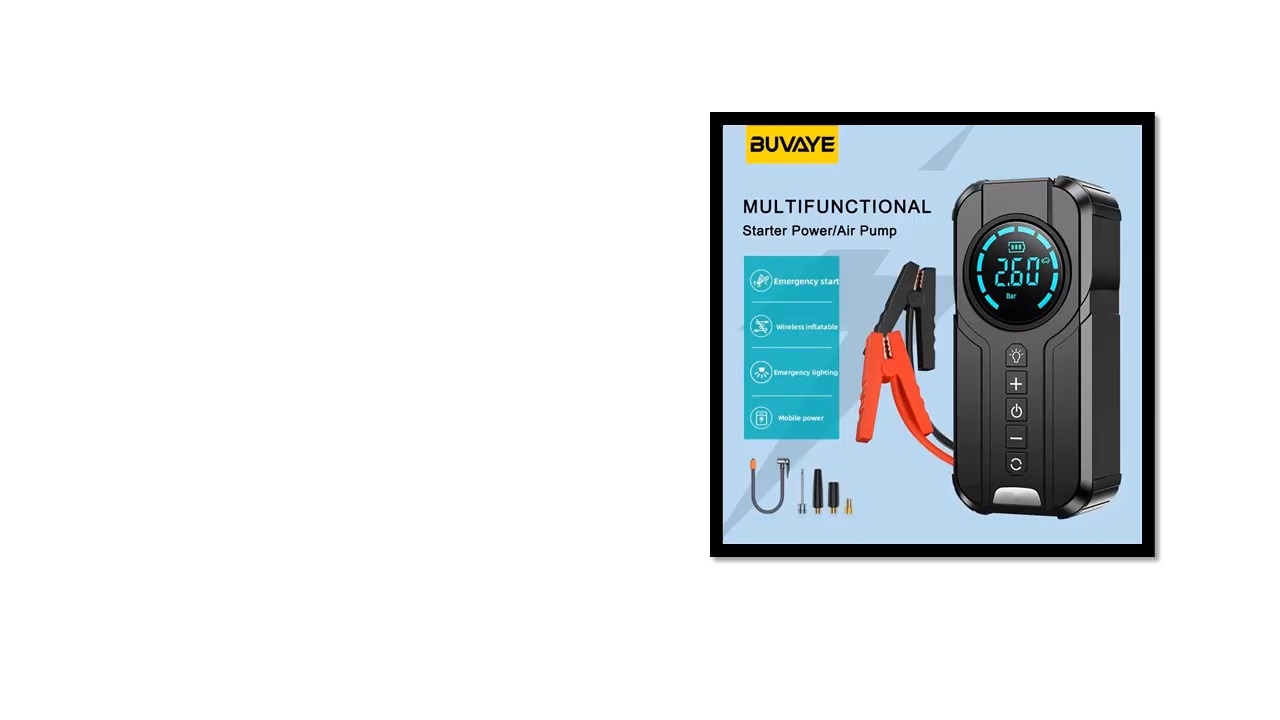 BUVAYE
MULTIFUNCTIONAL
Starter Power/Air Pump
Emergency start
Wireless inflatable
Emergency lighting
Mobile power
2.60
Bar